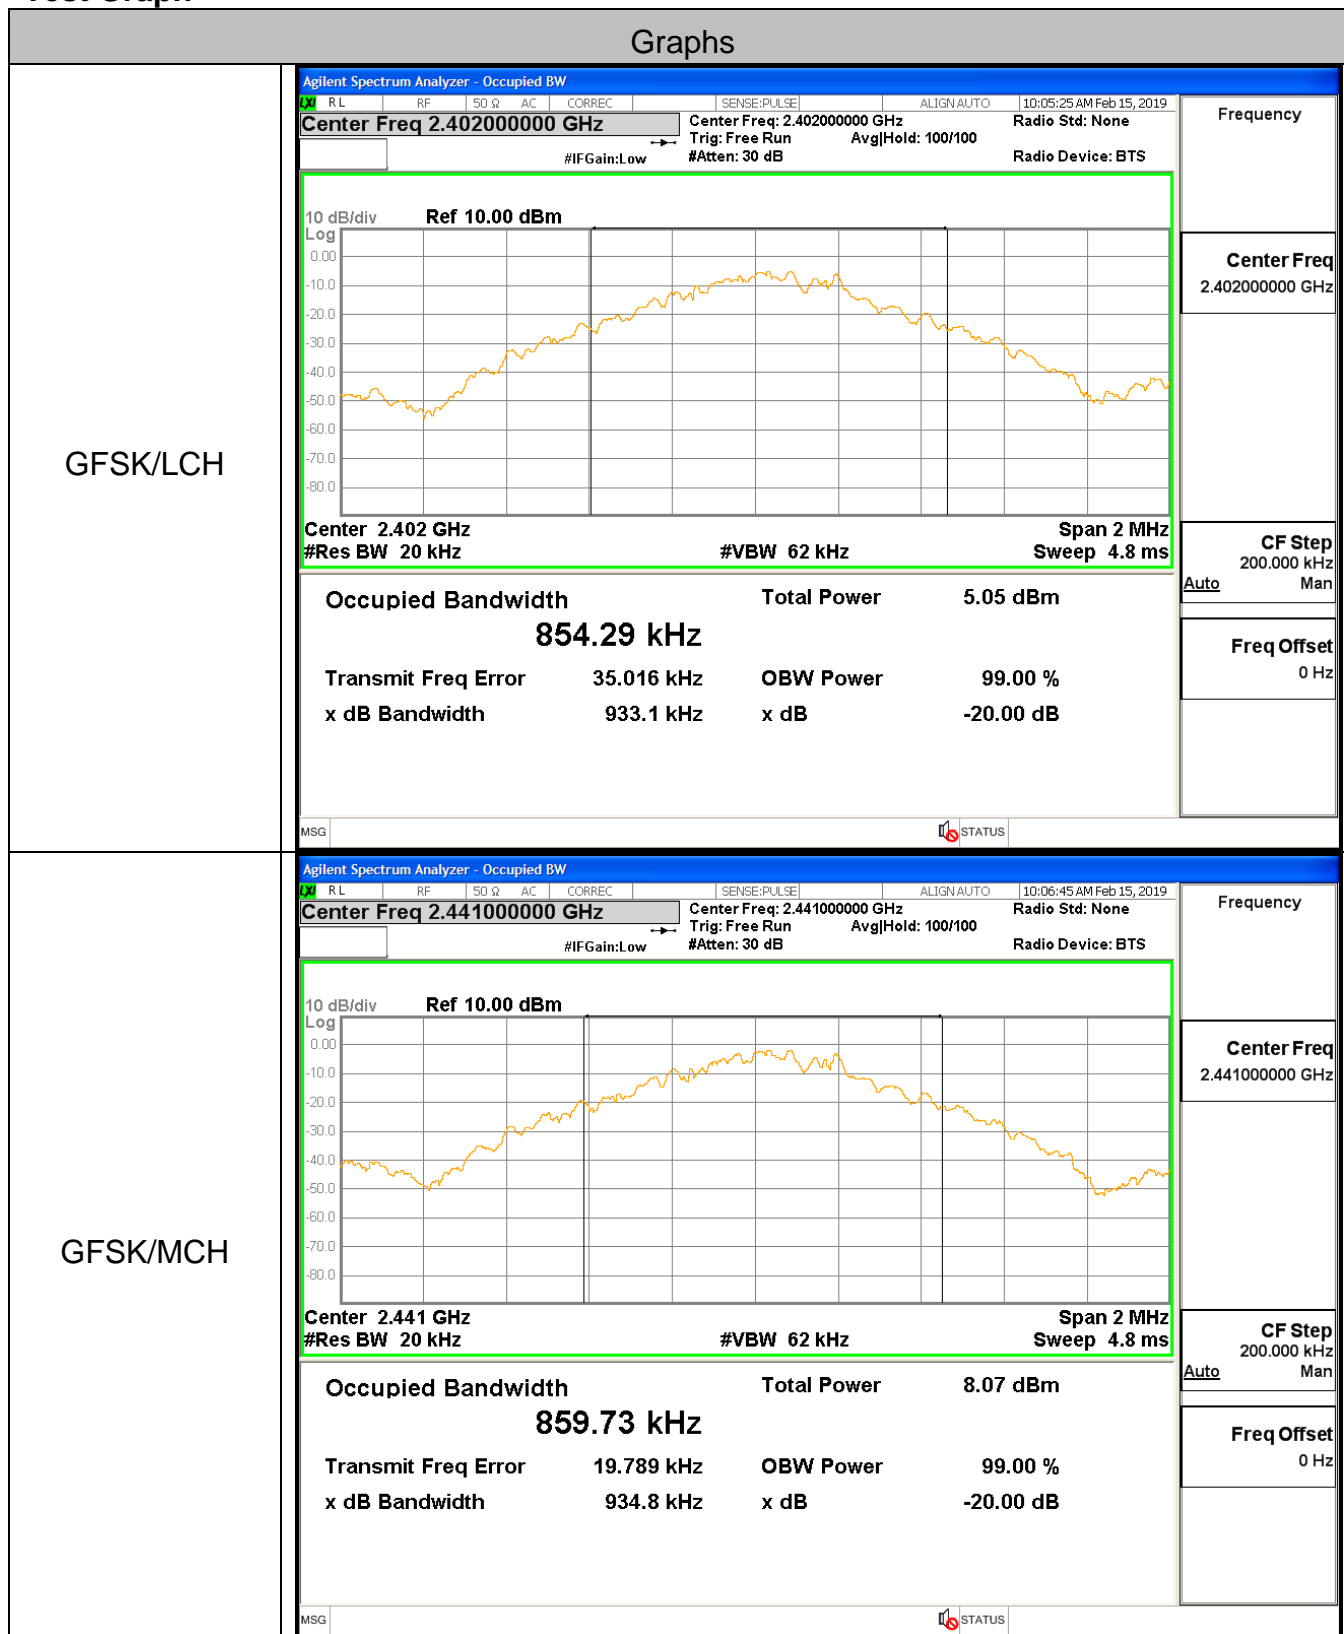 Graphs
GFSK/LCH
Agilent Spectrum Analyzer - Occupied BW
LXI RL RF 50 Ω AC CORREC SENSE:PULSE ALIGN AUTO 10:05:25 AM Feb 15, 2019
Center Freq 2.402000000 GHz Center Freq: 2.402000000 GHz Radio Std: None
Trig: Free Run Avg|Hold: 100/100
#IFGain:Low #Atten: 30 dB Radio Device: BTS
10 dB/div Ref 10.00 dBm
Log
0.00
-10.0
-20.0
-30.0
-40.0
-50.0
-60.0
-70.0
-80.0
Center 2.402 GHz Span 2 MHz
#Res BW 20 kHz #VBW 62 kHz Sweep 4.8 ms
Occupied Bandwidth Total Power 5.05 dBm
854.29 kHz
Transmit Freq Error 35.016 kHz OBW Power 99.00 %
x dB Bandwidth 933.1 kHz x dB -20.00 dB
MSG STATUS
Frequency
Center Freq
2.402000000 GHz
CF Step
200.000 kHz
Auto Man
Freq Offset
0 Hz
GFSK/MCH
Agilent Spectrum Analyzer - Occupied BW
LXI RL RF 50 Ω AC CORREC SENSE:PULSE ALIGN AUTO 10:06:45 AM Feb 15, 2019
Center Freq 2.441000000 GHz Center Freq: 2.441000000 GHz Radio Std: None
Trig: Free Run Avg|Hold: 100/100
#IFGain:Low #Atten: 30 dB Radio Device: BTS
10 dB/div Ref 10.00 dBm
Log
0.00
-10.0
-20.0
-30.0
-40.0
-50.0
-60.0
-70.0
-80.0
Center 2.441 GHz Span 2 MHz
#Res BW 20 kHz #VBW 62 kHz Sweep 4.8 ms
Occupied Bandwidth Total Power 8.07 dBm
859.73 kHz
Transmit Freq Error 19.789 kHz OBW Power 99.00 %
x dB Bandwidth 934.8 kHz x dB -20.00 dB
MSG STATUS
Frequency
Center Freq
2.441000000 GHz
CF Step
200.000 kHz
Auto Man
Freq Offset
0 Hz